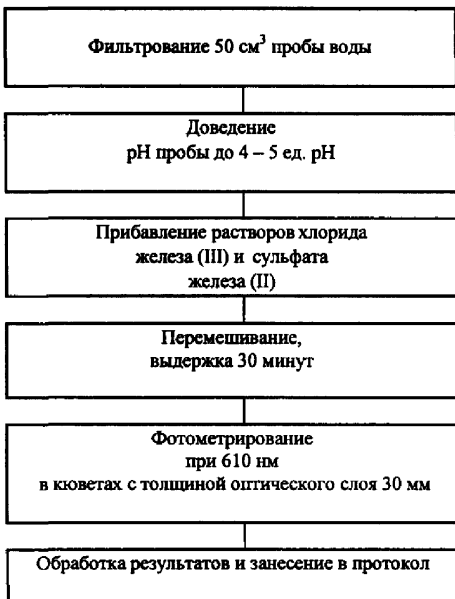 Фильтрование 50 см³ пробы воды
Доведение
рН пробы до 4 – 5 ед. рН
Прибавление растворов хлорида
железа (III) и сульфата
железа (II)
Перемешивание,
выдержка 30 минут
Фотометрирование
при 610 нм
в кюветах с толщиной оптического слоя 30 мм
Обработка результатов и занесение в протокол